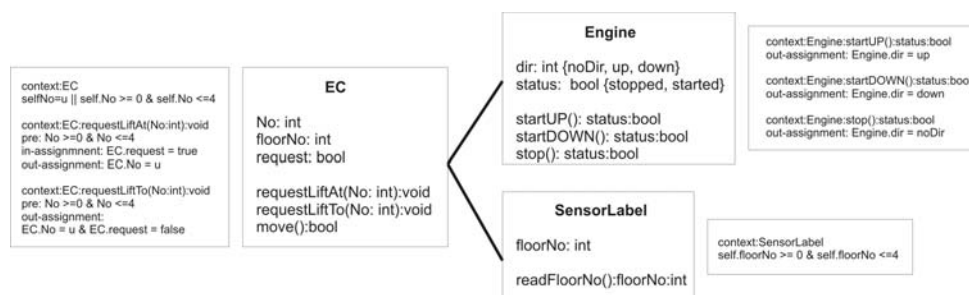 context:EC
selfNo=u || self.No >= 0 & self.No <=4
context:EC:requestLiftAt(No:int):void
pre: No >=0 & No <=4
in-assignmnent: EC.request = true
out-assignment: EC.No = u
context:EC:requestLiftTo(No:int):void
pre: No >=0 & No <=4
out-assignment:
EC.No = u & EC.request = false
EC
No: int
floorNo: int
request: bool
requestLiftAt(No: int):void
requestLiftTo(No: int):void
move():bool
Engine
dir: int {noDir, up, down}
status: bool {stopped, started}
startUP(): status:bool
startDOWN(): status:bool
stop(): status:bool
context:Engine:startUP():status:bool
out-assignment: Engine.dir = up
context:Engine:startDOWN():status:bool
out-assignment: Engine.dir = down
context:Engine:stop():status:bool
out-assignment: Engine.dir = noDir
SensorLabel
floorNo: int
readFloorNo():floorNo:int
context:SensorLabel
self.floorNo >= 0 & self.floorNo <=4